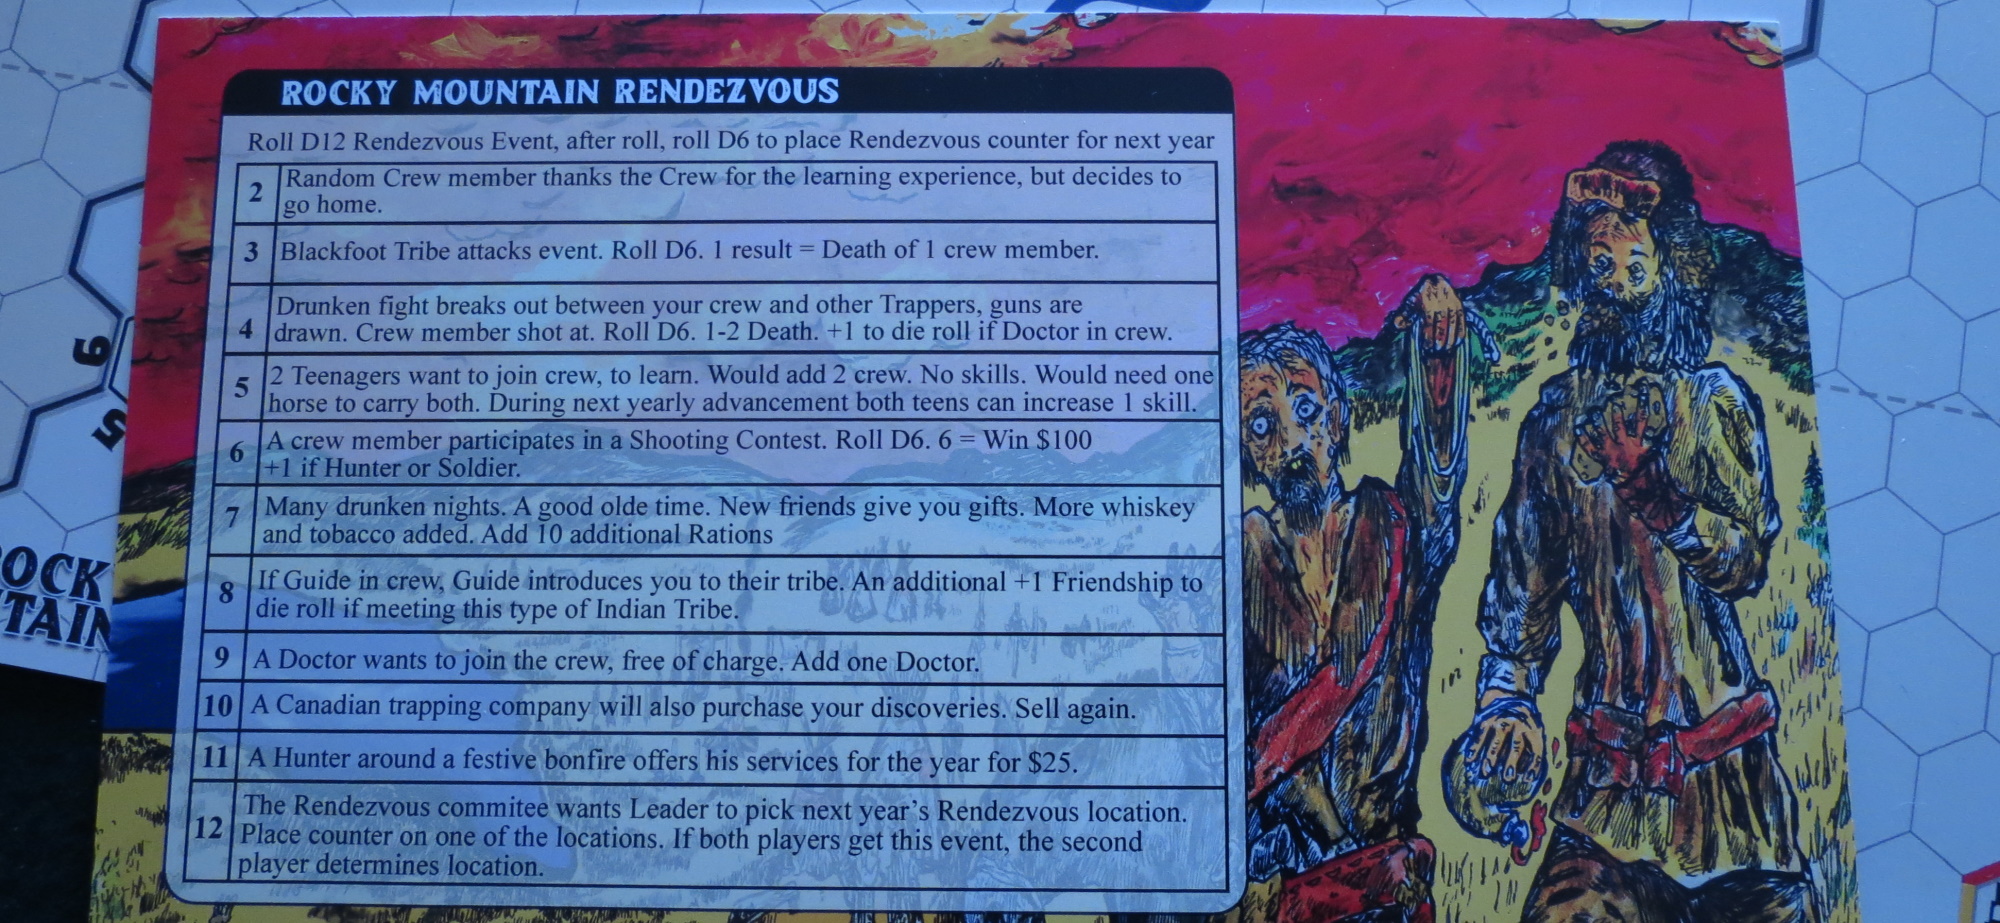 ROCKY MOUNTAIN RENDEZVOUS
Roll D12 Rendezvous Event, after roll, roll D6 to place Rendezvous counter for next year
2 Random Crew member thanks the Crew for the learning experience, but decides to
go home.
3 Blackfoot Tribe attacks event. Roll D6. 1 result = Death of 1 crew member.
4 Drunken fight breaks out between your crew and other Trappers, guns are
drawn. Crew member shot at. Roll D6. 1-2 Death. +1 to die roll if Doctor in crew.
5 2 Teenagers want to join crew, to learn. Would add 2 crew. No skills. Would need one
horse to carry both. During next yearly advancement both teens can increase 1 skill.
6 A crew member participates in a Shooting Contest. Roll D6. 6 = Win $100
+1 if Hunter or Soldier.
7 Many drunken nights. A good olde time. New friends give you gifts. More whiskey
and tobacco added. Add 10 additional Rations
8 If Guide in crew, Guide introduces you to their tribe. An additional +1 Friendship to
die roll if meeting this type of Indian Tribe.
9 A Doctor wants to join the crew, free of charge. Add one Doctor.
10 A Canadian trapping company will also purchase your discoveries. Sell again.
11 A Hunter around a festive bonfire offers his services for the year for $25.
12 The Rendezvous commitee wants Leader to pick next year's Rendezvous location.
Place counter on one of the locations. If both players get this event, the second
player determines location.
6
5
OCK
TAIN